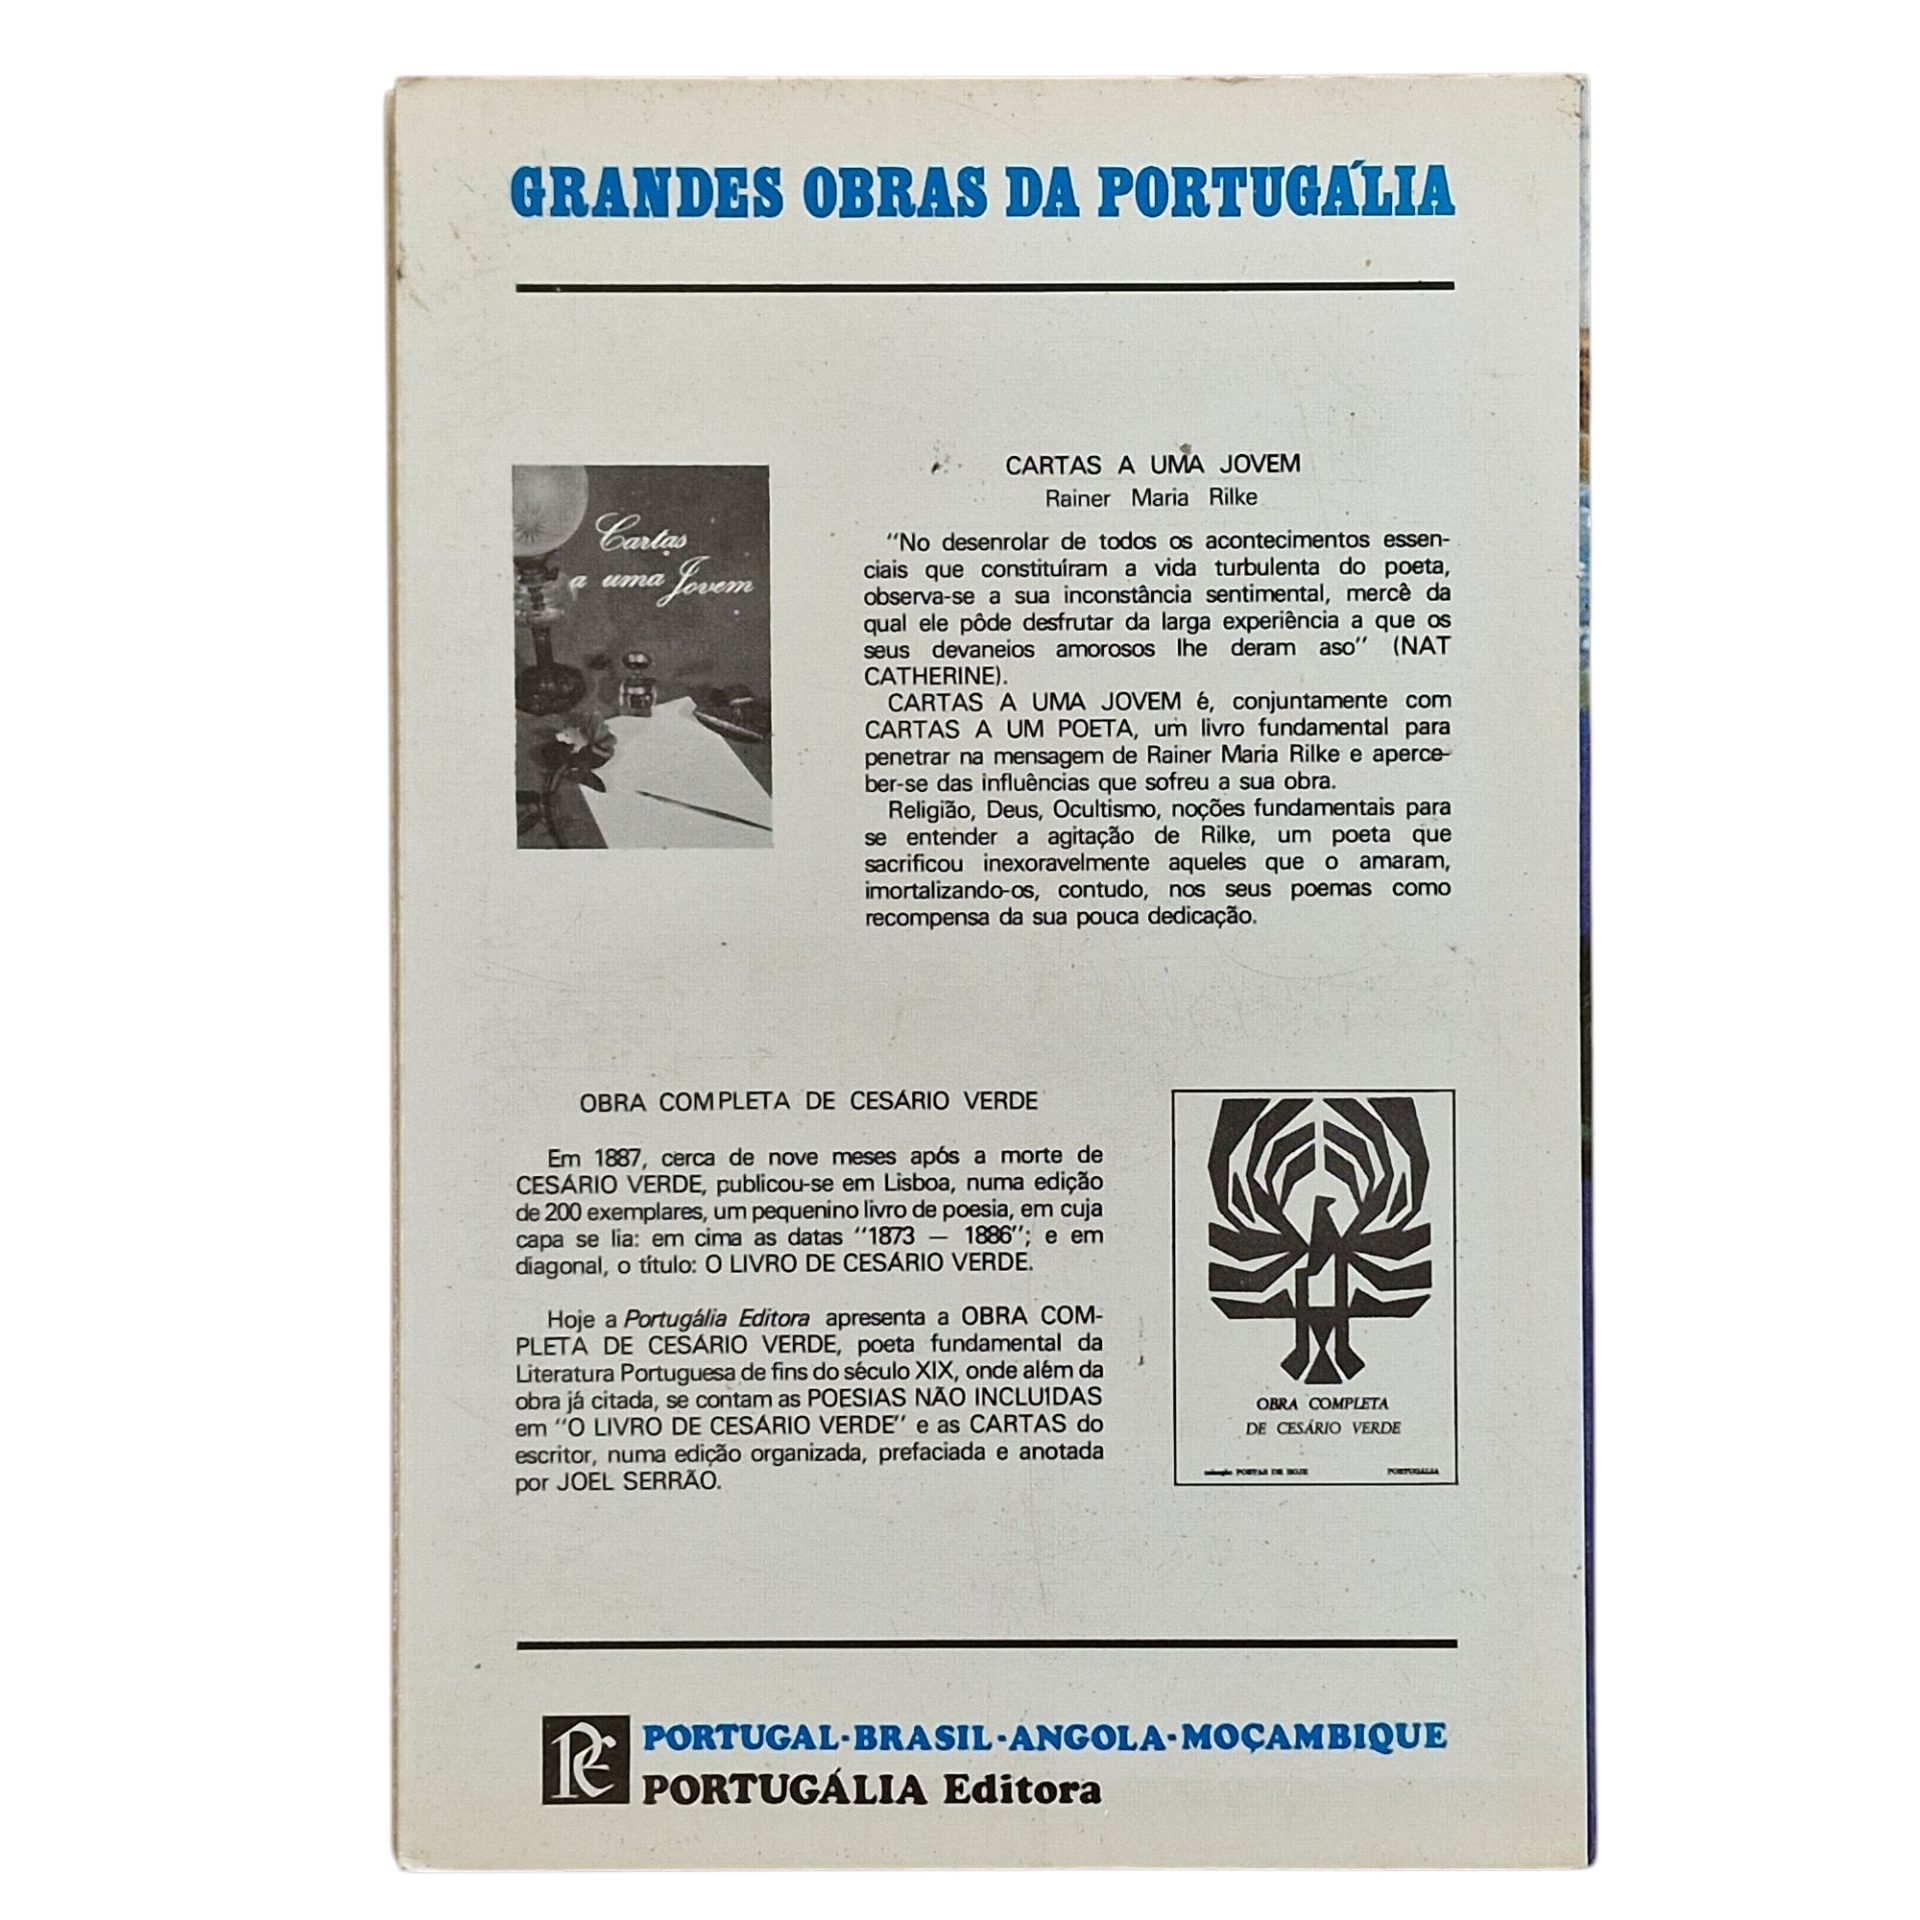 GRANDES OBRAS DA PORTUGÁLIA
Cartas
a uma Jovem
CARTAS A UMA JOVEM
Rainer Maria Rilke
"No desenrolar de todos os acontecimentos essen-
ciais que constituíram a vida turbulenta do poeta,
observa-se a sua inconstância sentimental, mercê da
qual ele pôde desfrutar da larga experiência a que os
seus devaneios amorosos lhe deram aso" (NAT
CATHERINE).
CARTAS A UMA JOVEM é, conjuntamente com
CARTAS A UM POETA, um livro fundamental para
penetrar na mensagem de Rainer Maria Rilke e aperce-
ber-se das influências que sofreu a sua obra.
Religião, Deus, Ocultismo, noções fundamentais para
se entender a agitação de Rilke, um poeta que
sacrificou inexoravelmente aqueles que o amaram,
imortalizando-os, contudo, nos seus poemas como
recompensa da sua pouca dedicação.
OBRA COMPLETA DE CESÁRIO VERDE
Em 1887, cerca de nove meses após a morte de
CESÁRIO VERDE, publicou-se em Lisboa, numa edição
de 200 exemplares, um pequenino livro de poesia, em cuja
capa se lia: em cima as datas "1873 — 1886"; e em
diagonal, o título: O LIVRO DE CESÁRIO VERDE.
Hoje a Portugália Editora apresenta a OBRA COM-
PLETA DE CESÁRIO VERDE, poeta fundamental da
Literatura Portuguesa de fins do século XIX, onde além da
obra já citada, se contam as POESIAS NÃO INCLUIDAS
em "O LIVRO DE CESÁRIO VERDE" e as CARTAS do
escritor, numa edição organizada, prefaciada e anotada
por JOEL SERRÃO.
OBRA COMPLETA
DE CESÁRIO VERDE
colecção POETAS DE HOJE PORTUGÁLIA
PE PORTUGAL-BRASIL-ANGOLA-MOÇAMBIQUE
PORTUGÁLIA Editora